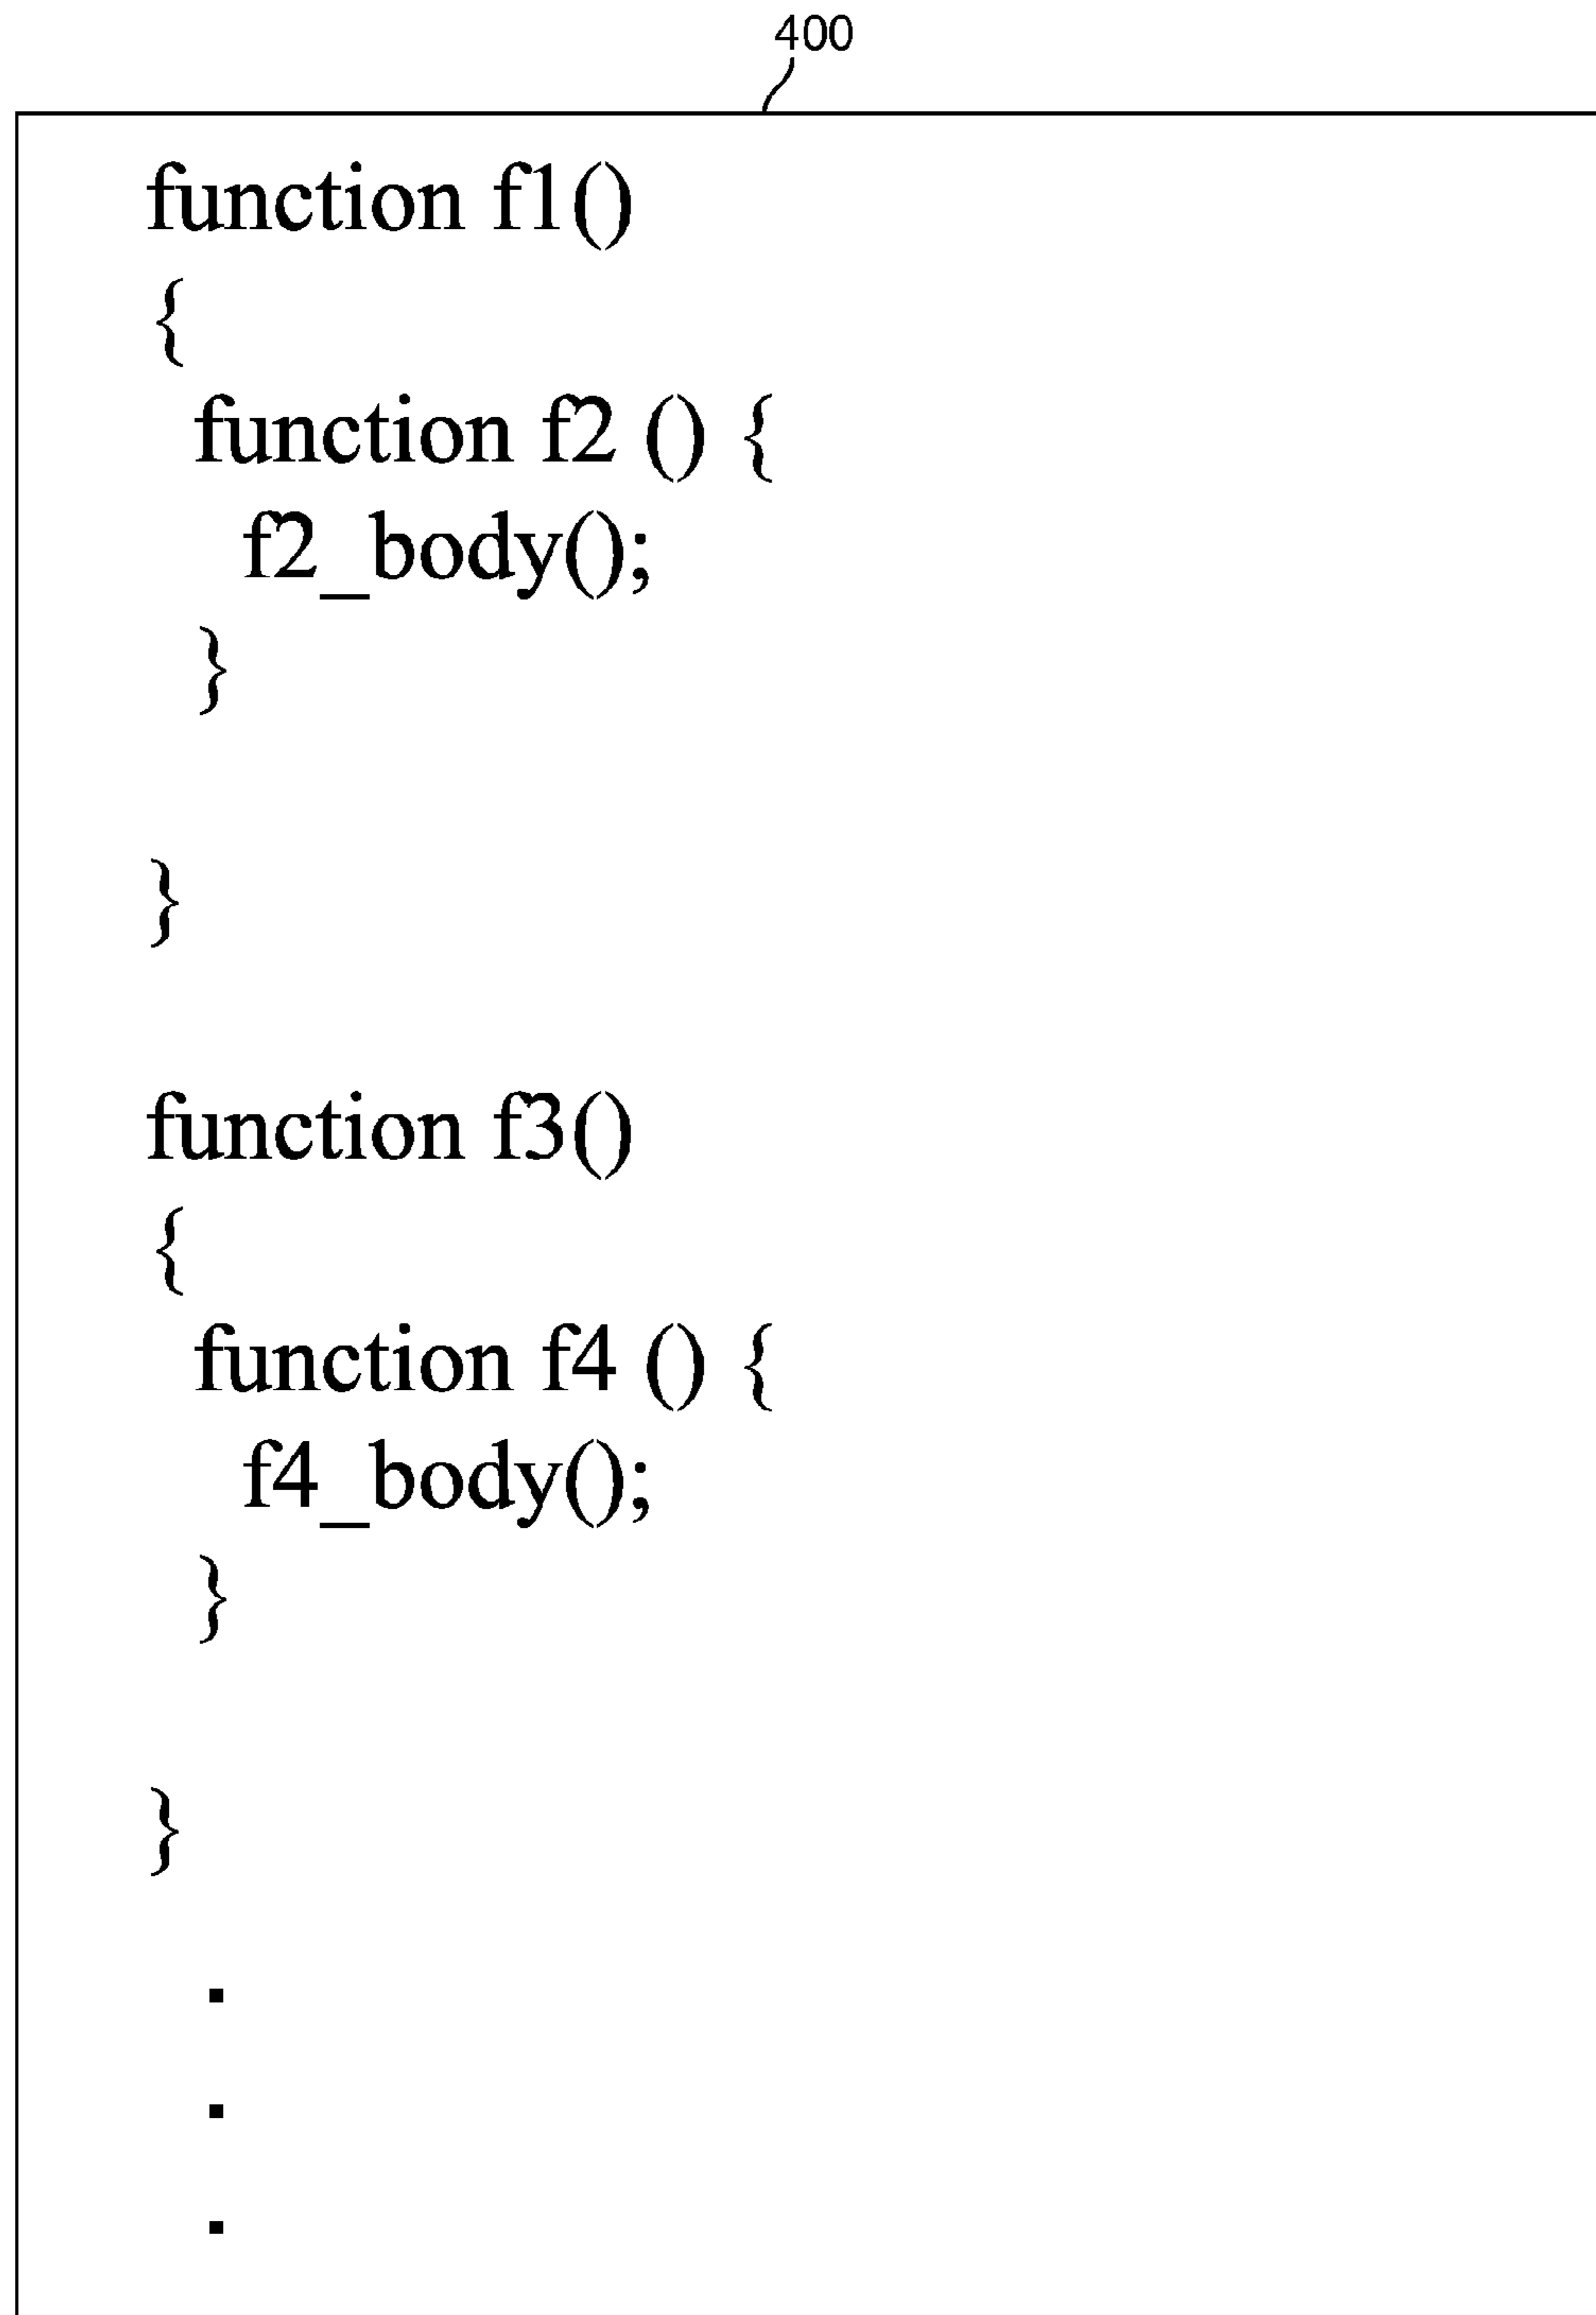 400
function f1()
{
function f2 () {
f2_body();
}
}
function f3()
{
function f4 () {
f4_body();
}
}
.
.
.